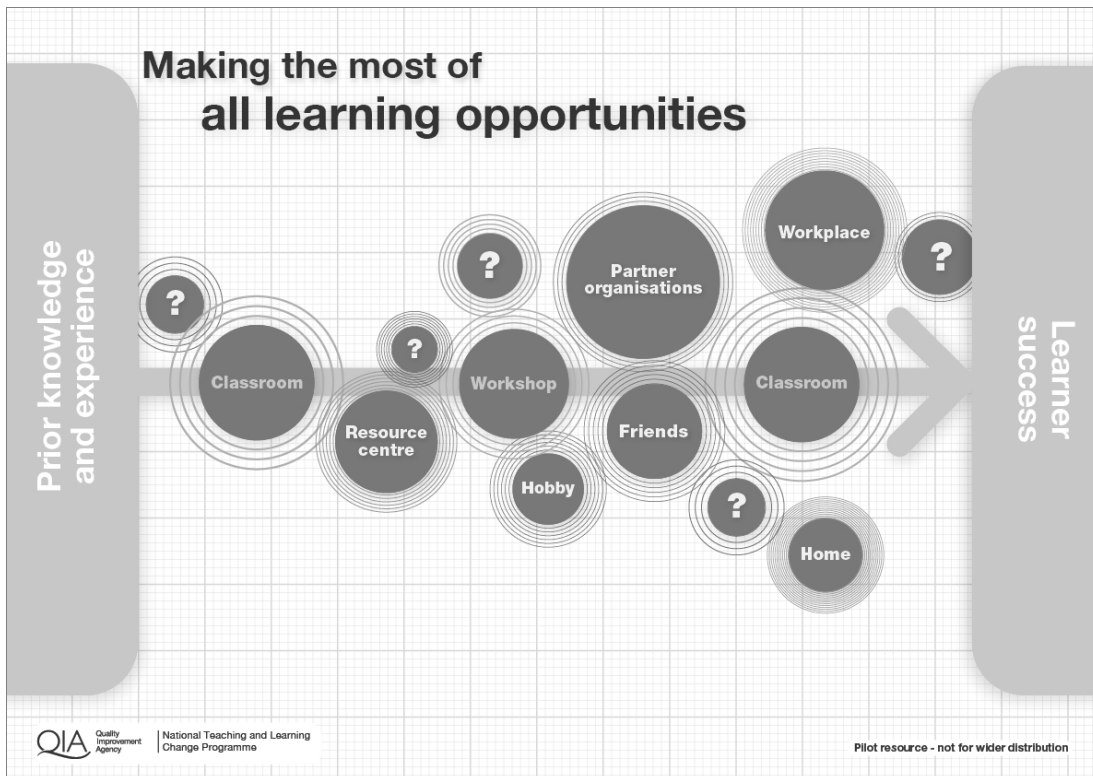 Making the most of
all learning opportunities
Prior knowledge
and experience
?
Classroom
?
Resource
centre
?
Workshop
Hobby
Partner
organisations
Friends
?
Workplace
Classroom
Home
?
Learner
success
QIA
Quality
Improvement
Agency
National Teaching and Learning
Change Programme
Pilot resource - not for wider distribution